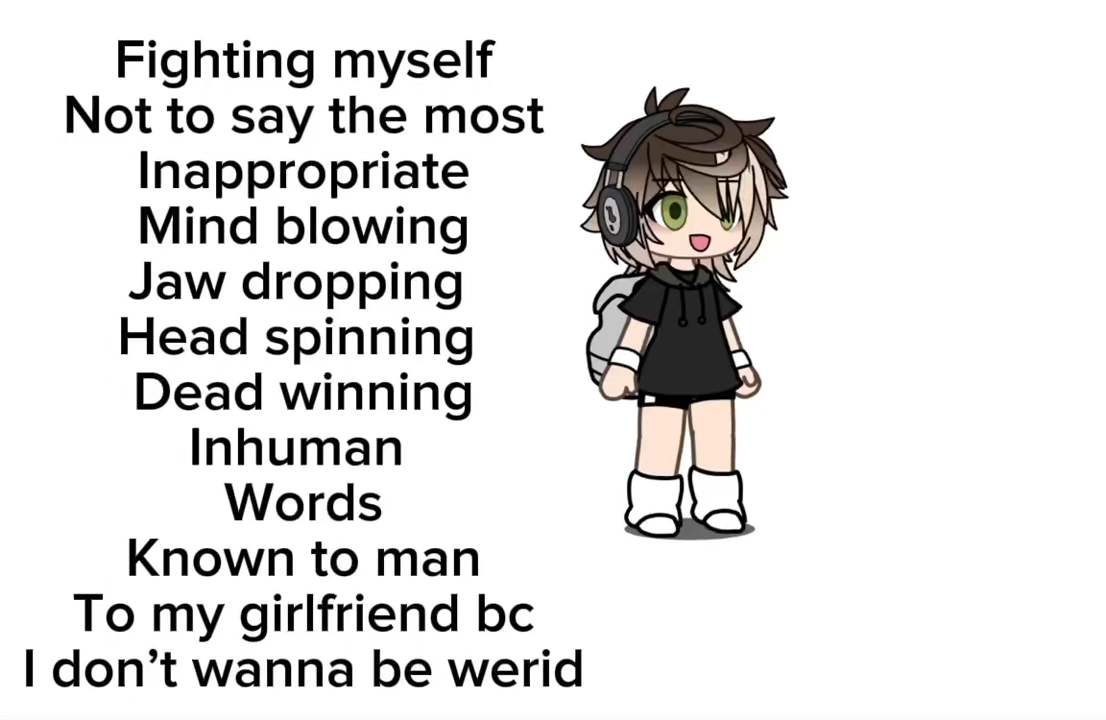 Fighting myself
Not to say the most
Inappropriate
Mind blowing
Jaw dropping
Head spinning
Dead winning
Inhuman
Words
Known to man
To my girlfriend bc
I don’t wanna be werid